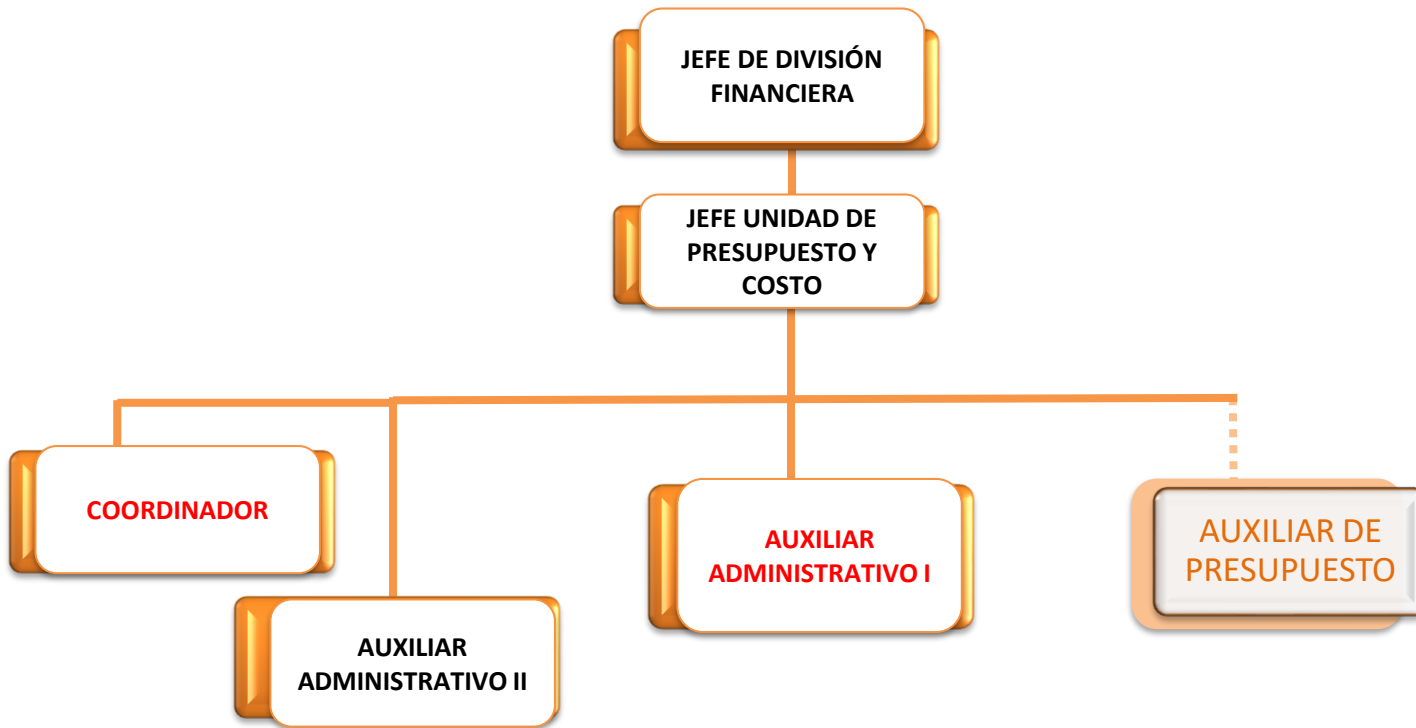 JEFE DE DIVISIÓN
FINANCIERA
JEFE UNIDAD DE
PRESUPUESTO Y
COSTO
COORDINADOR
AUXILIAR
ADMINISTRATIVO II
AUXILIAR
ADMINISTRATIVO I
AUXILIAR DE
PRESUPUESTO